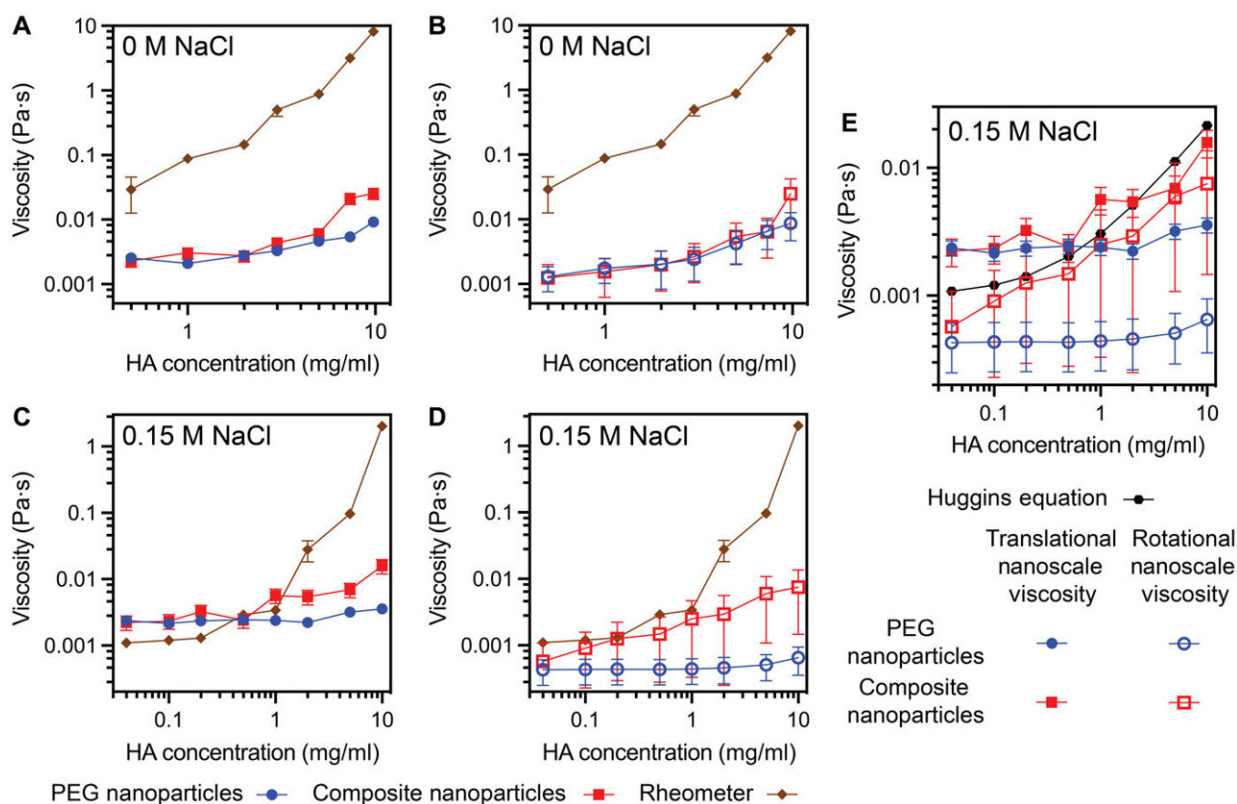 A
0 M NaCl
Viscosity (Pa·s)
10
1
0.1
0.01
0.001
1
10
HA concentration (mg/ml)
B
0 M NaCl
Viscosity (Pa·s)
10
1
0.1
0.01
0.001
1
10
HA concentration (mg/ml)
C
0.15 M NaCl
Viscosity (Pa·s)
1
0.1
0.01
0.001
0.1
1
10
HA concentration (mg/ml)
D
0.15 M NaCl
Viscosity (Pa·s)
1
0.1
0.01
0.001
0.1
1
10
HA concentration (mg/ml)
PEG nanoparticles
Composite nanoparticles
Rheometer
E
0.15 M NaCl
Viscosity (Pa·s)
0.01
0.001
0.1
1
10
HA concentration (mg/ml)
Huggins equation
Translational
nanoscale
viscosity
Rotational
nanoscale
viscosity
PEG
nanoparticles
Composite
nanoparticles